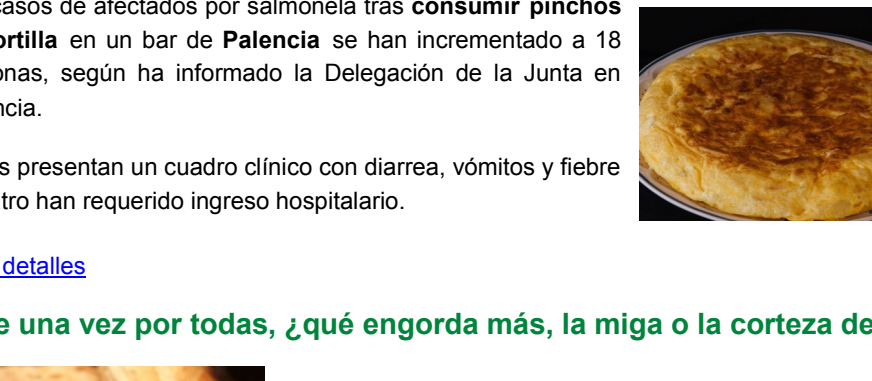 casos de afectados por salmonela tras consumir pinchos
ortilla en un bar de Palencia se han incrementado a 18
onas, según ha informado la Delegación de la Junta en
ncia.
s presentan un cuadro clínico con diarrea, vómitos y fiebre
tro han requerido ingreso hospitalario.
detalles
e una vez por todas, ¿qué engorda más, la miga o la corteza de